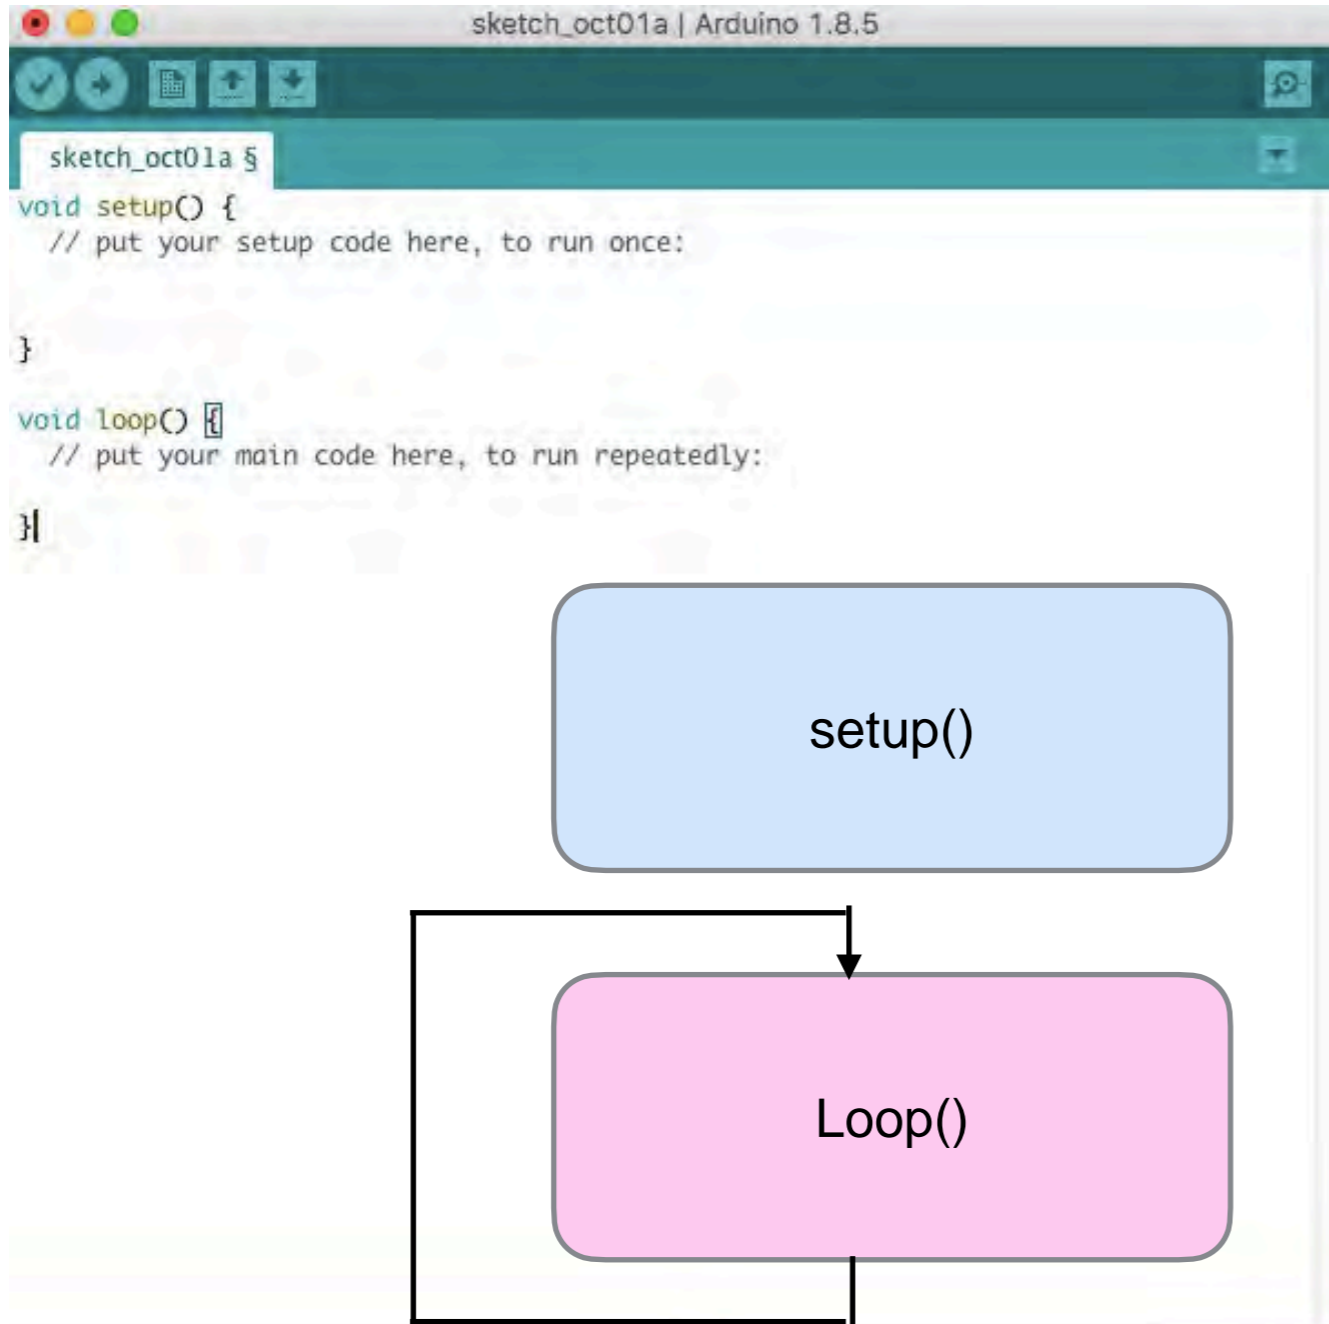 sketch_oct01a | Arduino 1.8.5
sketch_oct01a §
void setup() {
// put your setup code here, to run once:
}
void loop() {
// put your main code here, to run repeatedly:
}
setup()
Loop()